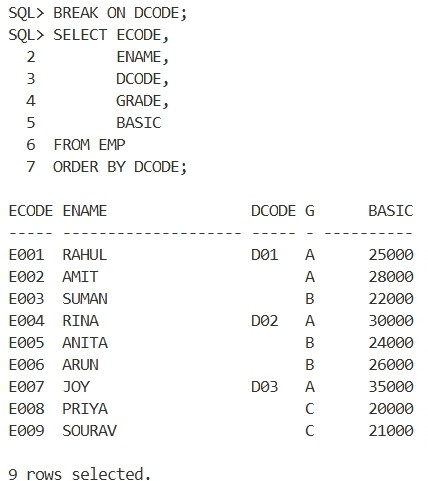 SQL> BREAK ON DCODE;
SQL> SELECT ECODE,
  2         ENAME,
  3         DCODE,
  4         GRADE,
  5         BASIC
  6  FROM EMP
  7  ORDER BY DCODE;

ECODE ENAME                DCODE G      BASIC
----- -------------------- ----- - ----------
E001  RAHUL                D01   A      25000
E002  AMIT                       A      28000
E003  SUMAN                      B      22000
E004  RINA                 D02   A      30000
E005  ANITA                      B      24000
E006  ARUN                       B      26000
E007  JOY                  D03   A      35000
E008  PRIYA                      C      20000
E009  SOURAV                     C      21000

9 rows selected.